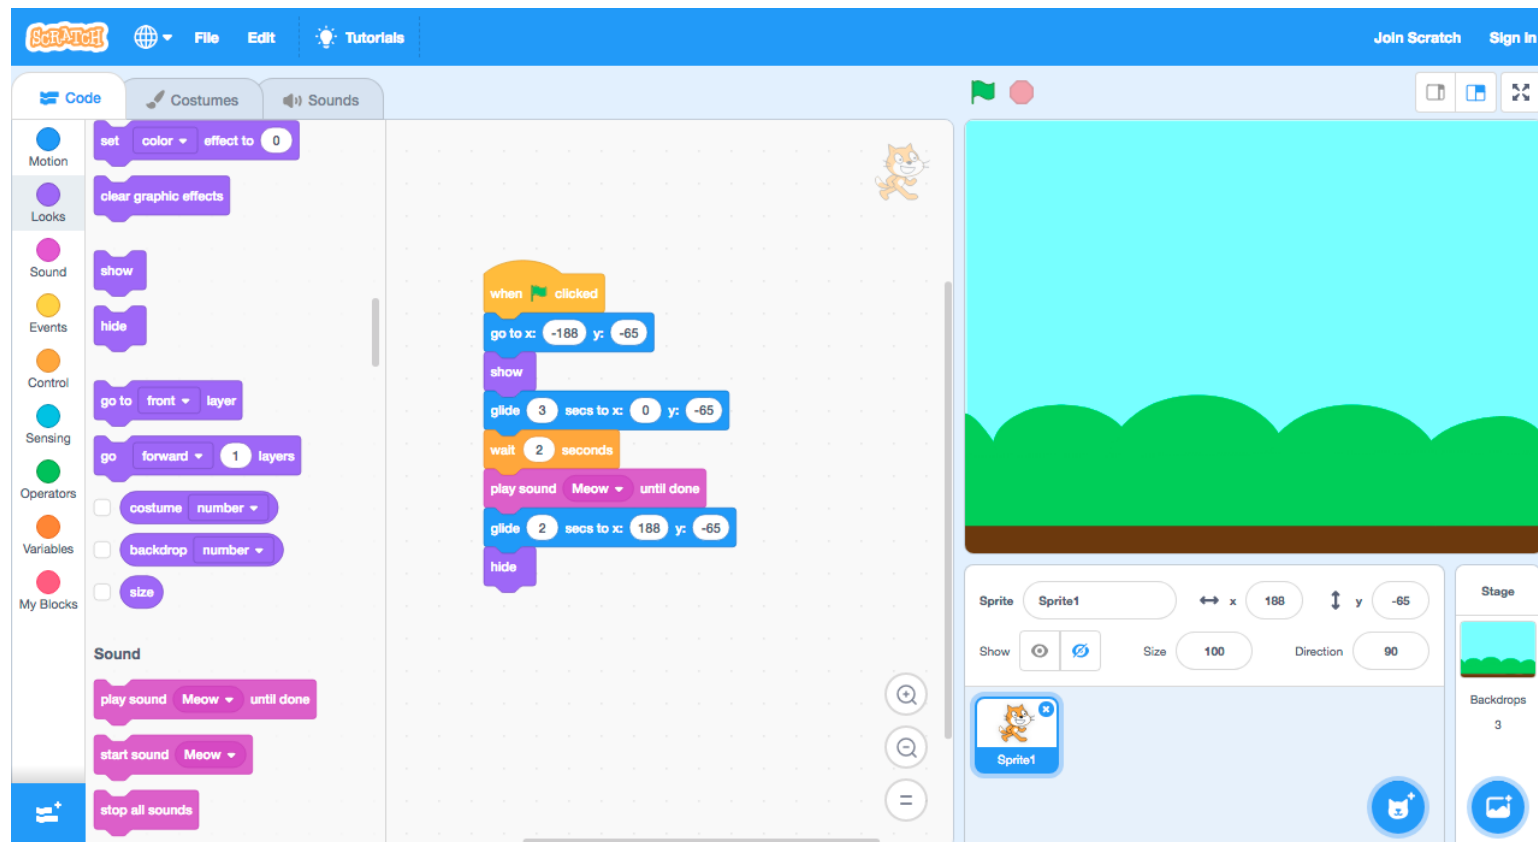 SCRATCH File Edit Tutorials Join Scratch Sign in
Code Costumes Sounds
Motion
Looks
Sound
Events
Control
Sensing
Operators
Variables
My Blocks
set color effect to 0
clear graphic effects
show
hide
go to front layer
go forward 1 layers
costume number
backdrop number
size
Sound
play sound Meow until done
start sound Meow
stop all sounds
when clicked
go to x: -188 y: -65
show
glide 3 secs to x: 0 y: -65
wait 2 seconds
play sound Meow until done
glide 2 secs to x: 188 y: -65
hide
Sprite Sprite1 x 188 y -65
Show Size 100 Direction 90
Sprite1
Stage
Backdrops
3